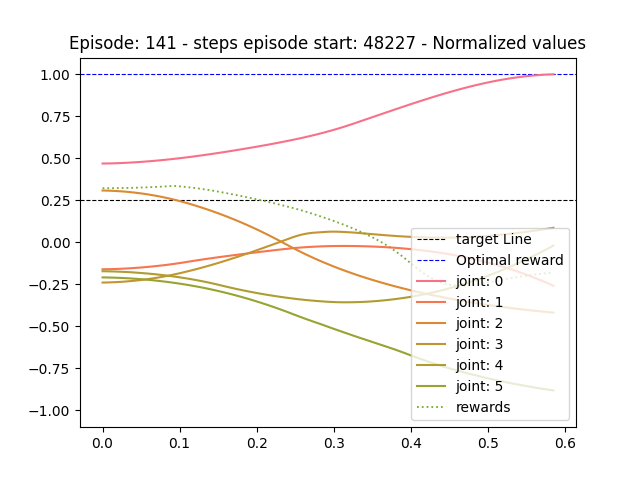 Episode: 141 - steps episode start: 48227 - Normalized values
1.00
0.75
0.50
0.25
0.00
−0.25
−0.50
−0.75
−1.00
target Line
Optimal reward
joint: 0
joint: 1
joint: 2
joint: 3
joint: 4
joint: 5
rewards
0.0 0.1 0.2 0.3 0.4 0.5 0.6